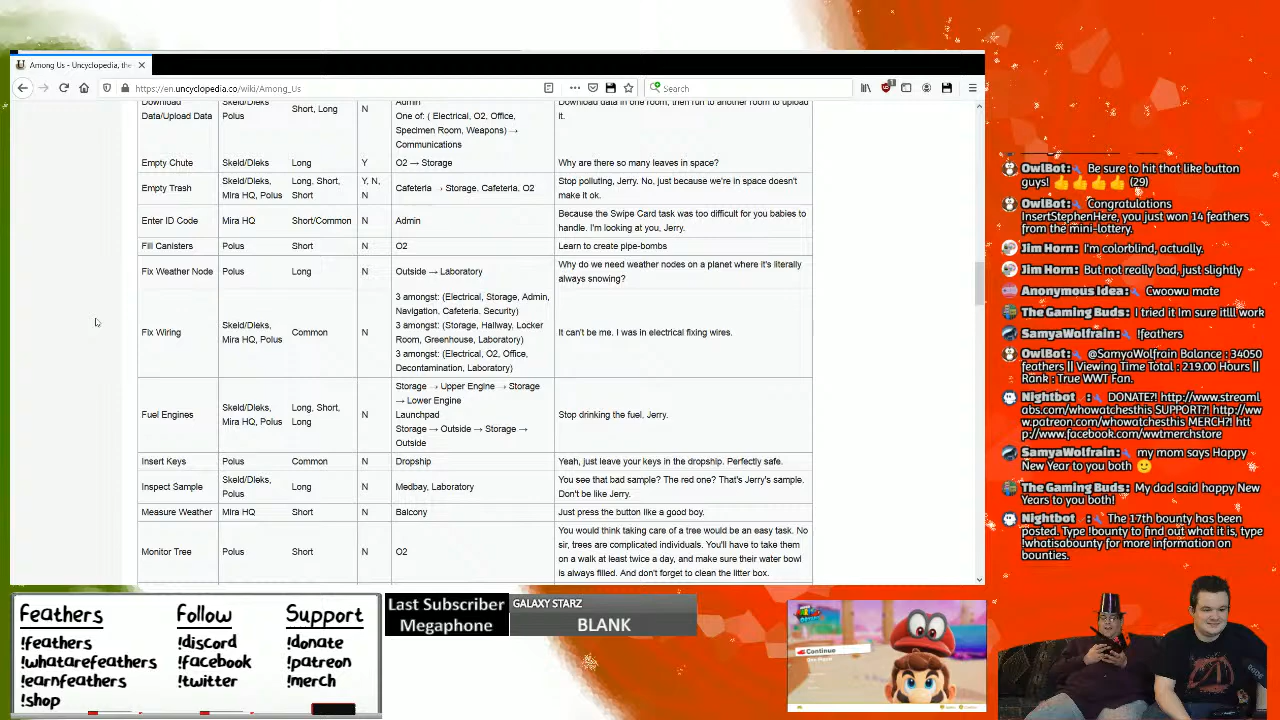 Among Us - Uncyclopedia, the
https://en.uncyclopedia.co/wiki/Among_Us
Search
Download
Data/Upload Data
Skeld/Dleks
Polus
Short, Long
N
Admin
One of: ( Electrical, O2, Office,
Specimen Room, Weapons) →
Communications
Download data in one room, then run to another room to upload
it.
Empty Chute
Skeld/Dleks
Long
Y
O2 → Storage
Why are there so many leaves in space?
Empty Trash
Skeld/Dleks,
Mira HQ, Polus
Long, Short,
Short
Y, N,
N
Cafeteria → Storage. Cafeteria, O2
Stop polluting, Jerry. No, just because we're in space doesn't
make it ok.
Enter ID Code
Mira HQ
Short/Common
N
Admin
Because the Swipe Card task was too difficult for you babies to
handle. I'm looking at you, Jerry.
Fill Canisters
Polus
Short
N
O2
Learn to create pipe-bombs
Fix Weather Node
Polus
Long
N
Outside → Laboratory
Why do we need weather nodes on a planet where it's literally
always snowing?
Fix Wiring
Skeld/Dleks,
Mira HQ, Polus
Common
N
3 amongst: (Electrical, Storage, Admin,
Navigation, Cafeteria. Security)
3 amongst: (Storage, Hallway, Locker
Room, Greenhouse, Laboratory)
3 amongst: (Electrical, O2, Office,
Decontamination, Laboratory)
It can't be me. I was in electrical fixing wires.
Fuel Engines
Skeld/Dleks,
Mira HQ, Polus
Long, Short,
Long
N
Storage → Upper Engine → Storage
→ Lower Engine
Launchpad
Storage → Outside → Storage →
Outside
Stop drinking the fuel, Jerry.
Insert Keys
Polus
Common
N
Dropship
Yeah, just leave your keys in the dropship. Perfectly safe.
Inspect Sample
Skeld/Dleks,
Polus
Long
N
Medbay, Laboratory
You see that bad sample? The red one? That's Jerry's sample.
Don't be like Jerry.
Measure Weather
Mira HQ
Short
N
Balcony
Just press the button like a good boy.
Monitor Tree
Polus
Short
N
O2
You would think taking care of a tree would be an easy task. No
sir, trees are complicated individuals. You'll have to take them
on a walk at least twice a day, and make sure their water bowl
is always filled. And don't forget to clean the litter box.
OwlBot: Be sure to hit that like button
guys! 👍👍👍👍 (29)
OwlBot: Congratulations
InsertStephenHere, you just won 14 feathers
from the mini-lottery.
Jim Horn: I'm colorblind, actually.
Jim Horn: But not really bad, just slightly
Anonymous Idea: Cwoowu mate
The Gaming Buds: I tried it Im sure itlll work
SamyaWolfrain: !feathers
OwlBot: @SamyaWolfrain Balance : 34050
feathers || Viewing Time Total : 219.00 Hours ||
Rank : True WWT Fan.
Nightbot : DONATE?! http://www.streaml
abs.com/whowatchesthis SUPPORT?! http://ww
w.patreon.com/whowatchesthis MERCH?! htt
p://www.facebook.com/wwtmerchstore
SamyaWolfrain: my mom says Happy
New Year to you both 🙂
The Gaming Buds: My dad said happy New
Years to you both!
Nightbot : The 17th bounty has been
posted. Type !bounty to find out what it is, type
!whatisabounty for more information on
bounties.
feathers
!feathers
!whatarefeathers
!earnfeathers
!shop
Follow
!discord
!facebook
!twitter
Support
!donate
!patreon
!merch
Last Subscriber
Megaphone
GALAXY STARZ
BLANK
Continue